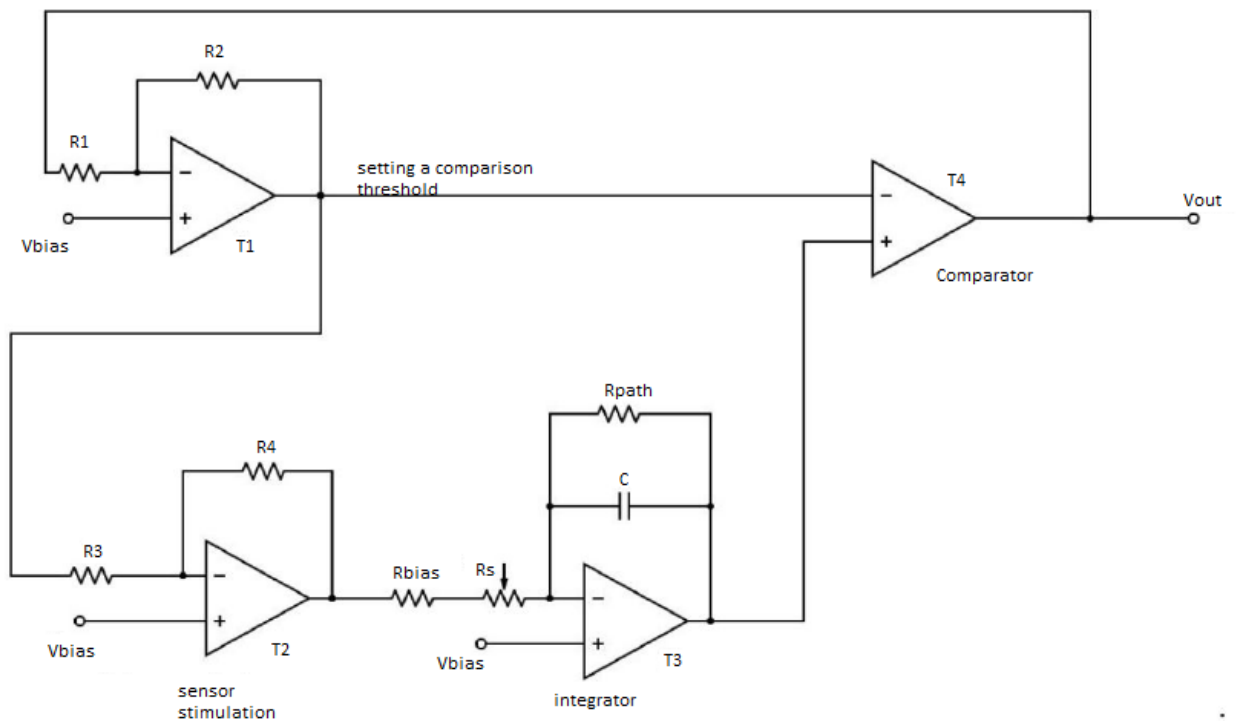 R2
R1
-
+
Vbias
T1
setting a comparison
threshold
T4
-
+
Vout
Comparator
Rpath
R4
C
R3
-
+
Rbias
Rs
-
+
Vbias
T2
Vbias
T3
sensor
stimulation
integrator
.